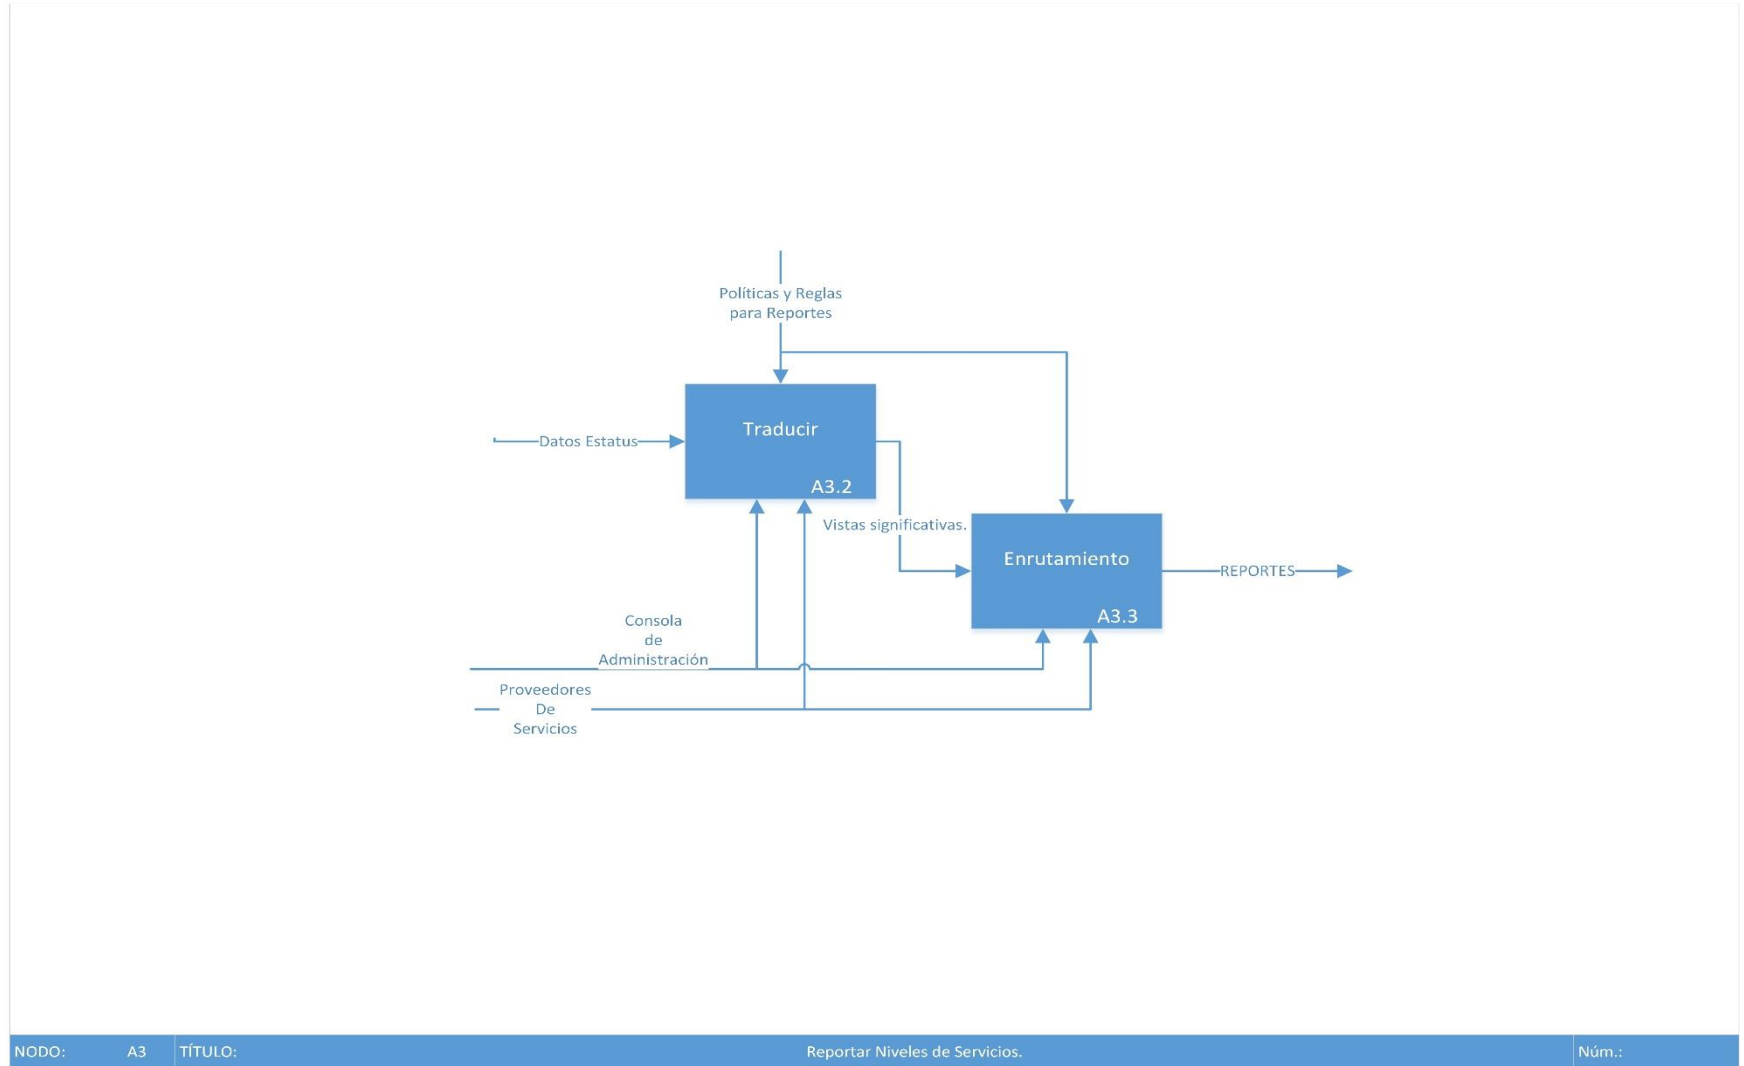 Políticas y Reglas
para Reportes
Traducir
Datos Estatus
A3.2
Vistas significativas.
Enrutamiento
REPORTES
A3.3
Consola
de
Administración
Proveedores
De
Servicios
NODO: A3 TÍTULO: Reportar Niveles de Servicios. Núm.: